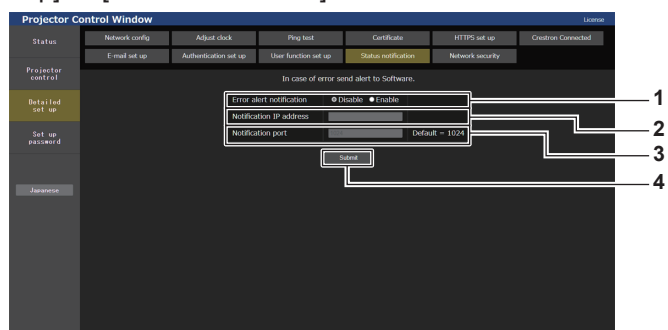 Projector Control Window
License
Status
Network config
Adjust clock
Ping test
Certificate
HTTPS set up
Crestron Connected
E-mail set up
Authentication set up
User function set up
Status notification
Network security
Projector
control
Detailed
set up
Set up
password
Japanese
In case of error send alert to Software.
Error alert notification
Disable
Enable
Notification IP address
Notification port
Default = 1024
Submit
1
2
3
4